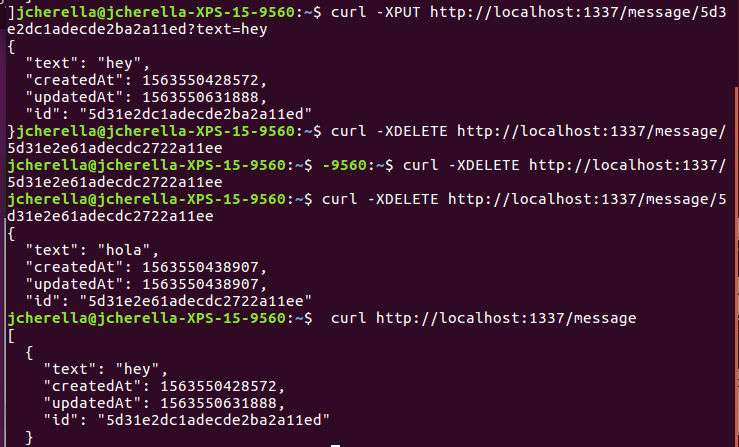 ]jcherella@jcherella-XPS-15-9560:~$ curl -XPUT http://localhost:1337/message/5d3
e2dc1adecde2ba2a11ed?text=hey
{
  "text": "hey",
  "createdAt": 1563550428572,
  "updatedAt": 1563550631888,
  "id": "5d31e2dc1adecde2ba2a11ed"
}jcherella@jcherella-XPS-15-9560:~$ curl -XDELETE http://localhost:1337/message/
5d31e2e61adecdc2722a11ee
jcherella@jcherella-XPS-15-9560:~$ -9560:~$ curl -XDELETE http://localhost:1337/
5d31e2e61adecdc2722a11ee
jcherella@jcherella-XPS-15-9560:~$ curl -XDELETE http://localhost:1337/message/5
d31e2e61adecdc2722a11ee
{
  "text": "hola",
  "createdAt": 1563550438907,
  "updatedAt": 1563550438907,
  "id": "5d31e2e61adecdc2722a11ee"
jcherella@jcherella-XPS-15-9560:~$  curl http://localhost:1337/message
[
  {
    "text": "hey",
    "createdAt": 1563550428572,
    "updatedAt": 1563550631888,
    "id": "5d31e2dc1adecde2ba2a11ed"
  }